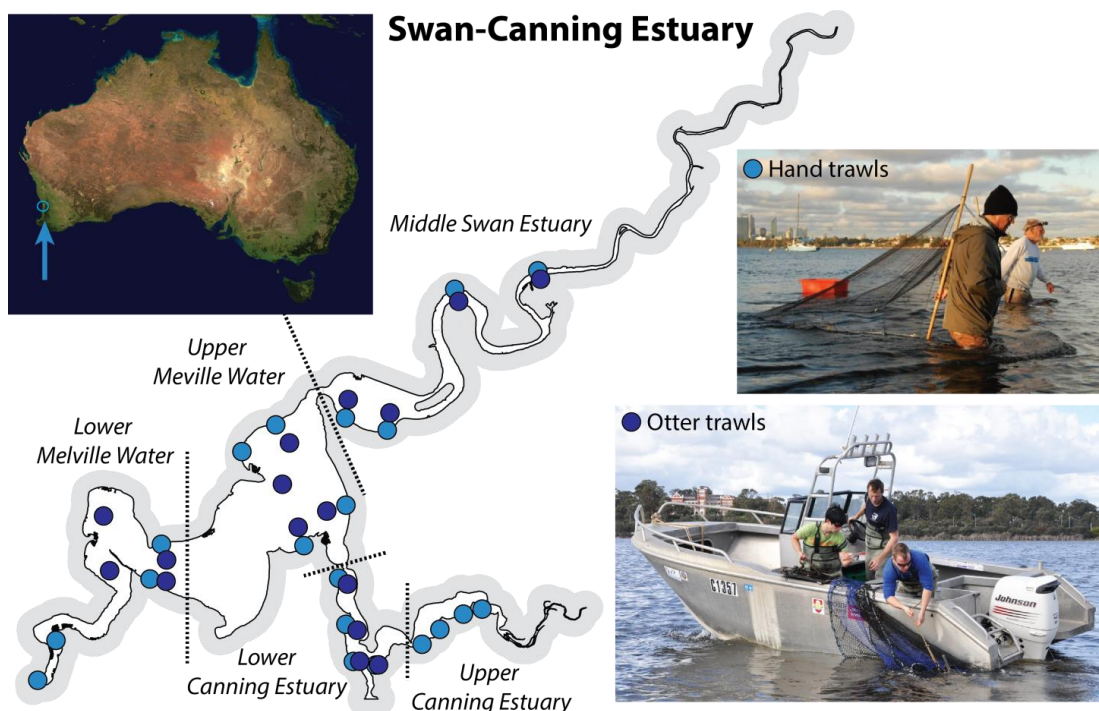 Swan-Canning Estuary
Hand trawls
Middle Swan Estuary
Upper
Meville Water
Otter trawls
Lower
Melville Water
C1357
Johnson
Lower
Canning Estuary
Upper
Canning Estuary